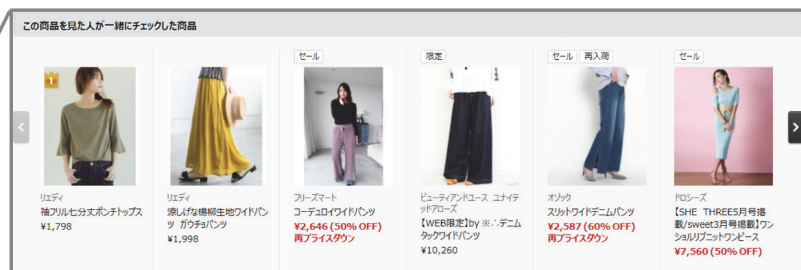 この商品を見た人が一緒にチェックした商品
1
リエディ
袖フリル七分丈ポンチトップス
¥1,798
リエディ
涼しげな楊柳生地ワイドパン
ツ ガウチョパンツ
¥1,998
セール
フリーズマート
コーデュロイワイドパンツ
¥2,646 (50% OFF)
再プライスダウン
限定
ビューティアンドユース ユナイテ
ッドアローズ
【WEB限定】by ※∴デニム
タックワイドパンツ
¥10,260
セール 再入荷
オゾック
スリットワイドデニムパンツ
¥2,587 (60% OFF)
再プライスダウン
セール
ドロシーズ
【SHE THREE5月号掲
載/sweet3月号掲載】ワン
ショルリブニットワンピース
¥7,560 (50% OFF)